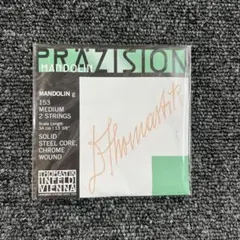 PRÄZISION
MANDOLIN
MANDOLIN g
153
MEDIUM
2 STRINGS
Scale Length
34 cm / 13 3/8"
SOLID
STEEL CORE,
CHROME
WOUND
THOMASTIK
INFELD
VIENNA
D Thomastik